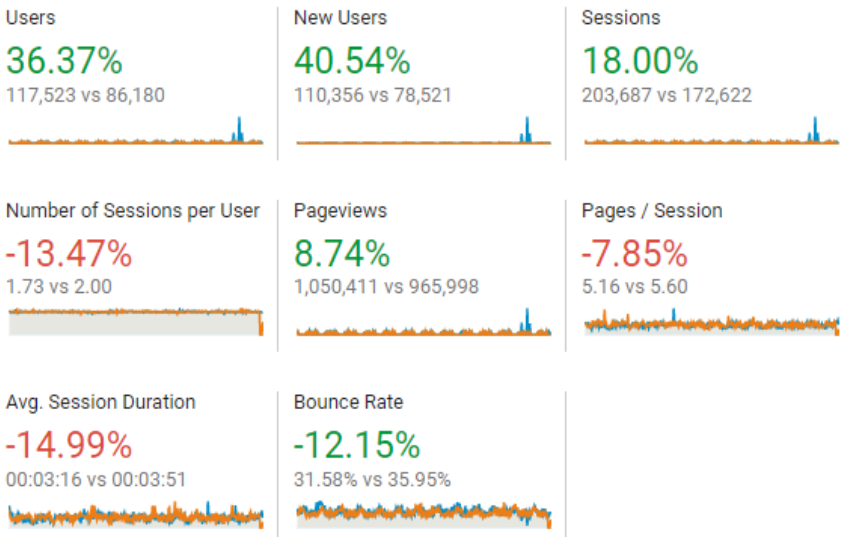 Users
36.37%
117,523 vs 86,180
New Users
40.54%
110,356 vs 78,521
Sessions
18.00%
203,687 vs 172,622
Number of Sessions per User
-13.47%
1.73 vs 2.00
Pageviews
8.74%
1,050,411 vs 965,998
Pages / Session
-7.85%
5.16 vs 5.60
Avg. Session Duration
-14.99%
00:03:16 vs 00:03:51
Bounce Rate
-12.15%
31.58% vs 35.95%